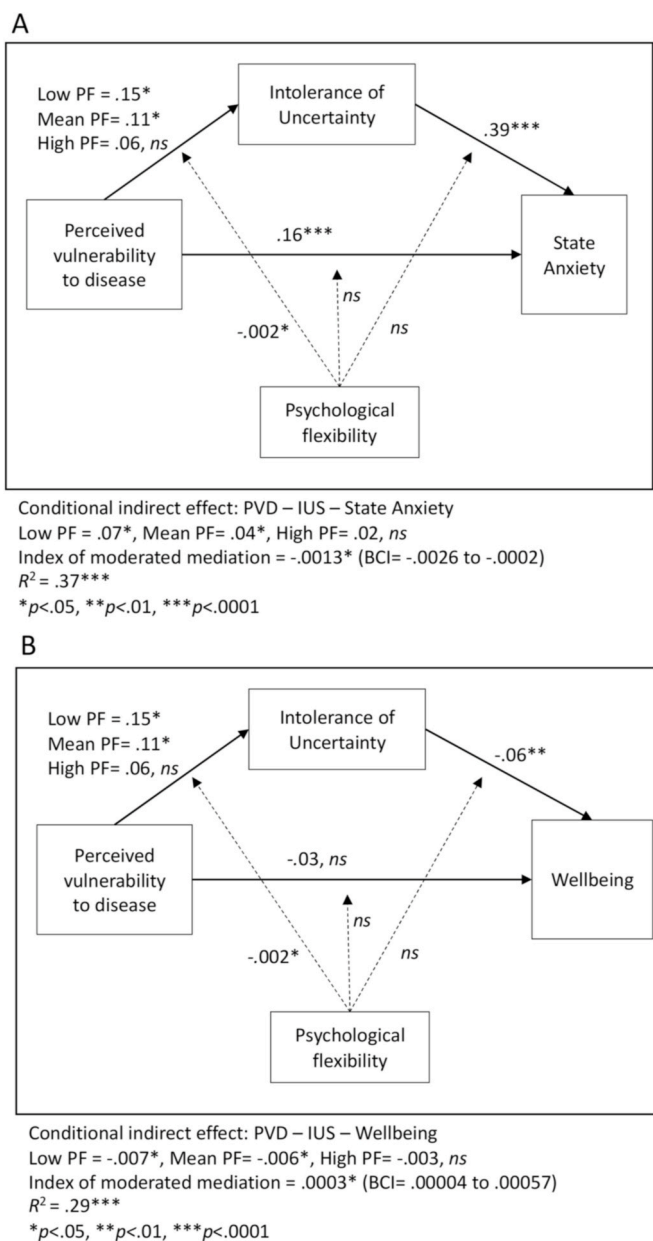 A
Low PF = .15*
Mean PF= .11*
High PF= .06, ns
Intolerance of
Uncertainty
.39***
Perceived
vulnerability
to disease
.16***
State
Anxiety
ns
-.002*
ns
Psychological
flexibility
Conditional indirect effect: PVD – IUS – State Anxiety
Low PF = .07*, Mean PF= .04*, High PF= .02, ns
Index of moderated mediation = -.0013* (BCI= -.0026 to -.0002)
R² = .37***
*p<.05, **p<.01, ***p<.0001
B
Low PF = .15*
Mean PF= .11*
High PF= .06, ns
Intolerance of
Uncertainty
-.06**
Perceived
vulnerability
to disease
-.03, ns
Wellbeing
ns
-.002*
ns
Psychological
flexibility
Conditional indirect effect: PVD – IUS – Wellbeing
Low PF = -.007*, Mean PF= -.006*, High PF= -.003, ns
Index of moderated mediation = .0003* (BCI= .00004 to .00057)
R² = .29***
*p<.05, **p<.01, ***p<.0001